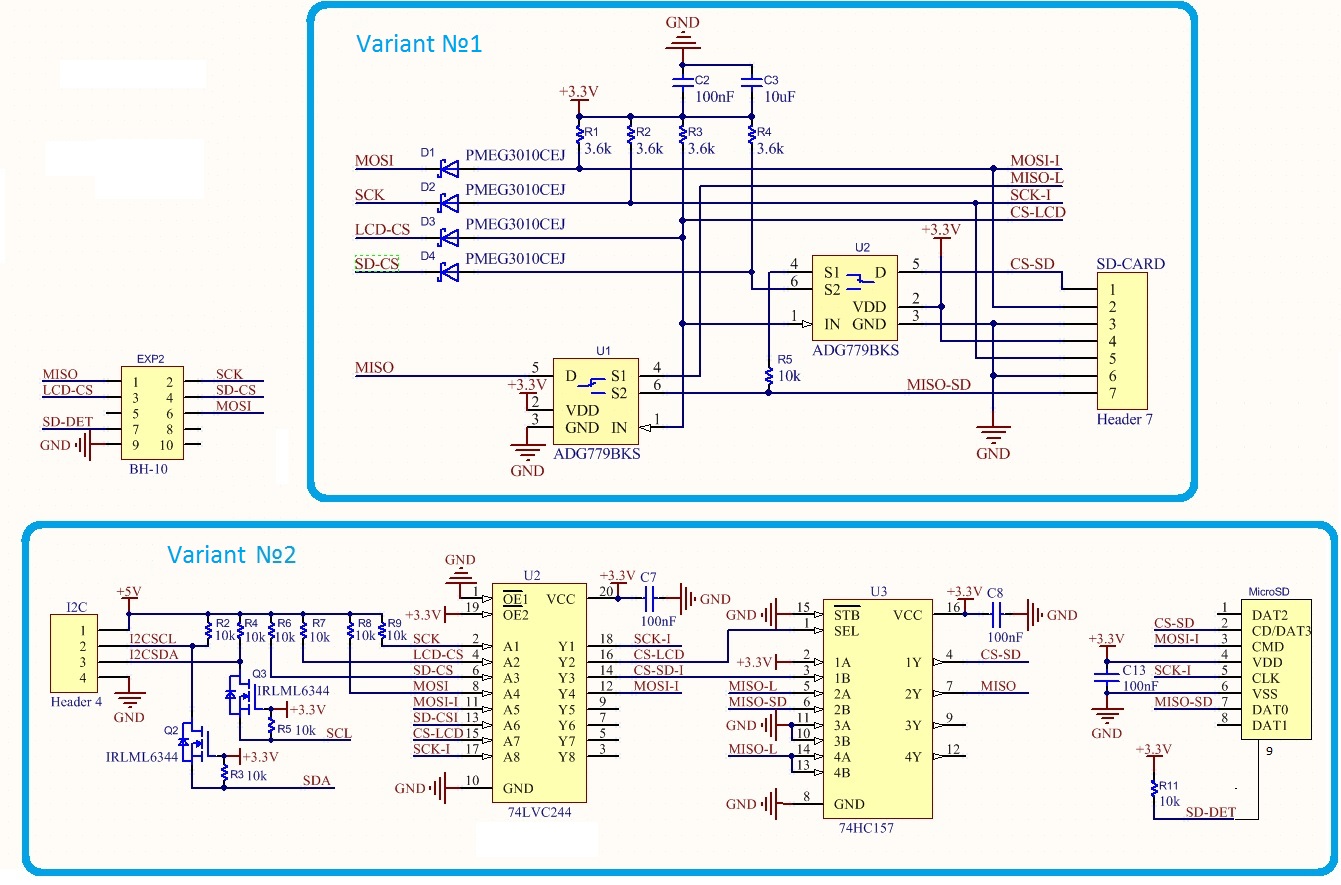 Variant №1
GND
C2
100nF
C3
10uF
+3.3V
R1
3.6k
R2
3.6k
R3
3.6k
R4
3.6k
MOSI
D1
PMEG3010CEJ
MOSI-I
MISO-L
SCK
D2
PMEG3010CEJ
SCK-I
CS-LCD
LCD-CS
D3
PMEG3010CEJ
SD-CS
D4
PMEG3010CEJ
U2
4 S1 D 5
6 S2
VDD 2
1 IN GND 3
ADG779BKS
+3.3V
CS-SD
SD-CARD
1
2
3
4
5
6
7
Header 7
R5
10k
MISO-SD
GND
MISO
U1
5 D S1 4
S2 6
+3.3V
2 VDD
3 GND IN 1
GND
ADG779BKS
EXP2
MISO 1 2 SCK
LCD-CS 3 4 SD-CS
5 6 MOSI
SD-DET 7 8
GND 9 10
BH-10
Variant №2
I2C
1
2
3
4
Header 4
+5V
I2CSCL
I2CSDA
GND
R2
10k
R4
10k
R6
10k
R7
10k
R8
10k
R9
10k
Q3
IRLML6344
+3.3V
R5 10k
SCL
Q2
IRLML6344
+3.3V
R3 10k
SDA
GND
U2
1 OE1 VCC 20
+3.3V 19 OE2
SCK 2 A1 Y1 18 SCK-I
LCD-CS 4 A2 Y2 16 CS-LCD
SD-CS 6 A3 Y3 14 CS-SD-I
MOSI 8 A4 Y4 12 MOSI-I
MOSI-I 11 A5 Y5 9
SD-CSI 13 A6 Y6 7
CS-LCD 15 A7 Y7 5
SCK-I 17 A8 Y8 3
GND 10 GND
74LVC244
+3.3V
C7
100nF
GND
U3
GND 15 STB VCC 16
1 SEL
+3.3V 2 1A 1Y 4 CS-SD
3 1B
MISO-L 5 2A 2Y 7 MISO
MISO-SD 6 2B
GND 11 3A 3Y 9
10 3B
MISO-L 14 4A 4Y 12
13 4B
GND 8 GND
74HC157
+3.3V
C8
100nF
GND
MicroSD
1 DAT2
CS-SD 2 CD/DAT3
MOSI-I 3 CMD
+3.3V 4 VDD
SCK-I 5 CLK
6 VSS
MISO-SD 7 DAT0
8 DAT1
9
C13
100nF
GND
+3.3V
R11
10k
SD-DET